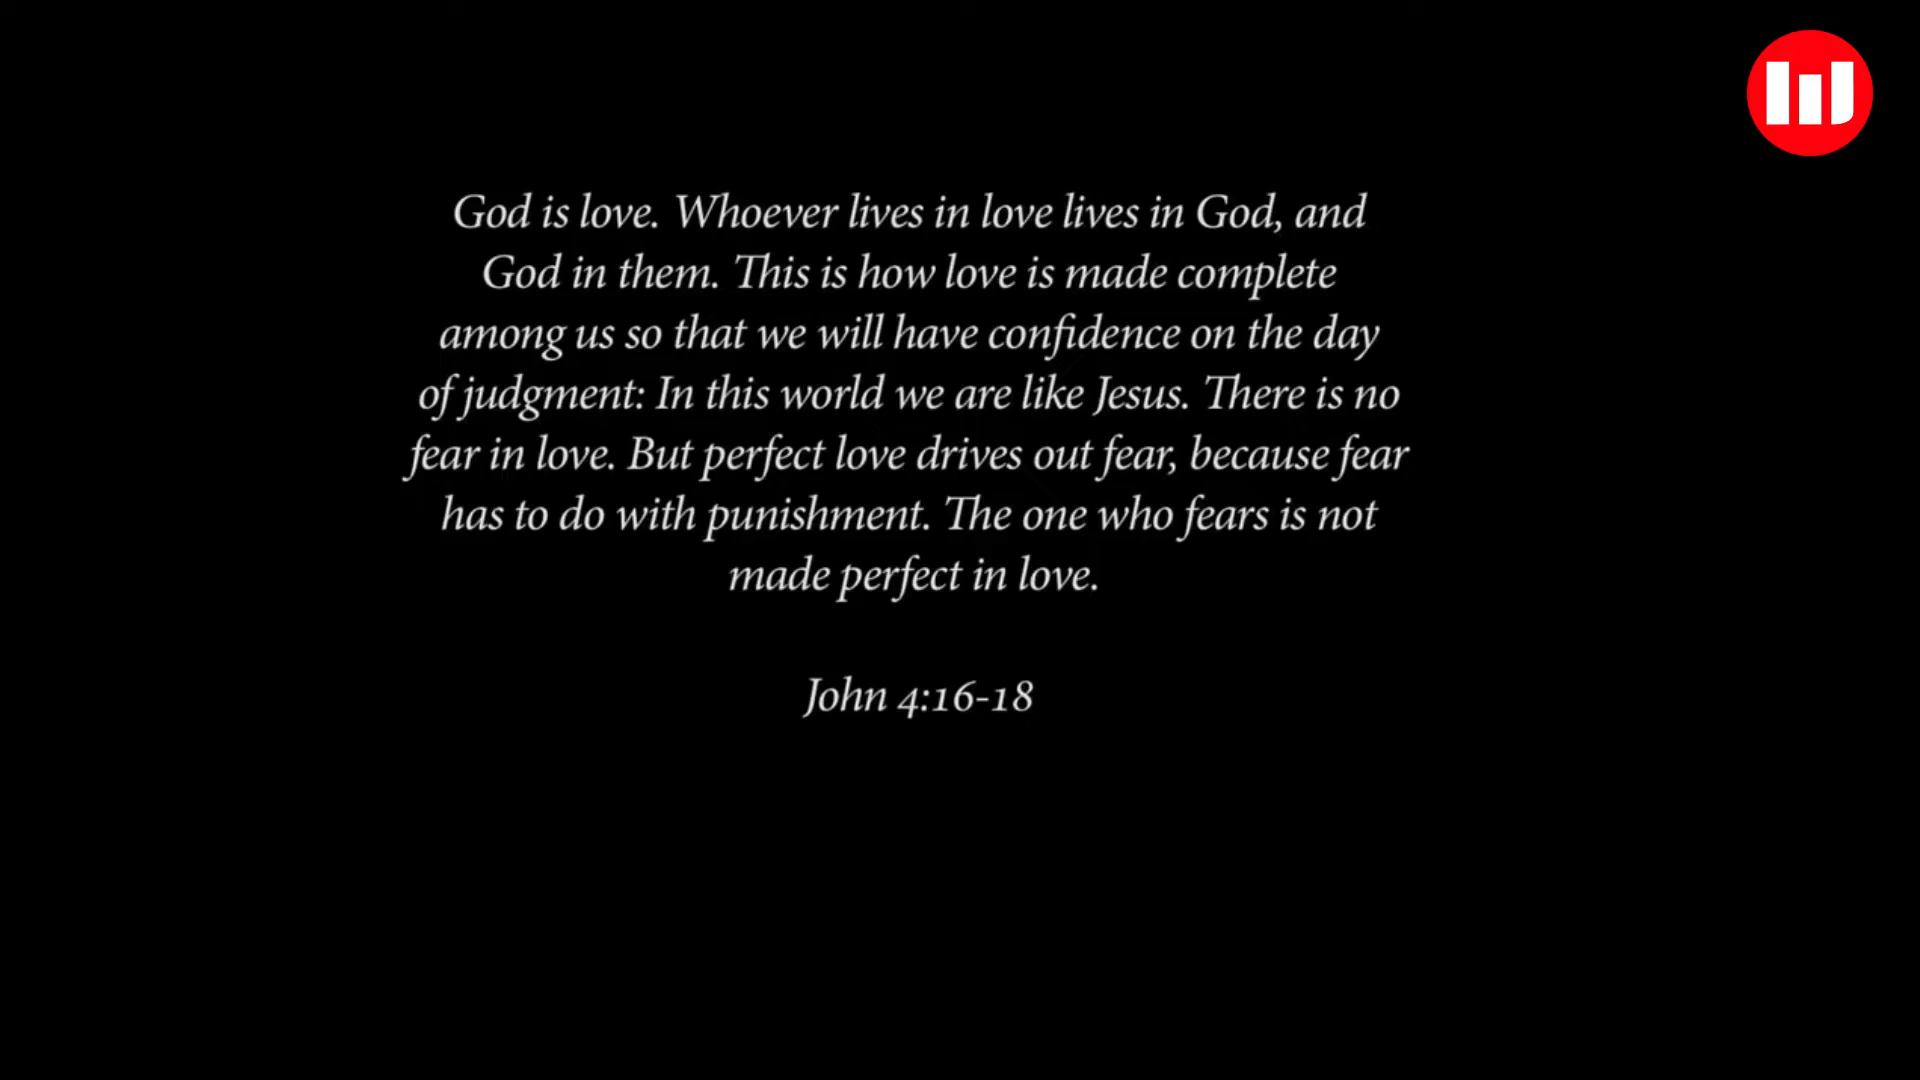 God is love. Whoever lives in love lives in God, and
God in them. This is how love is made complete
among us so that we will have confidence on the day
of judgment: In this world we are like Jesus. There is no
fear in love. But perfect love drives out fear, because fear
has to do with punishment. The one who fears is not
made perfect in love.
John 4:16-18